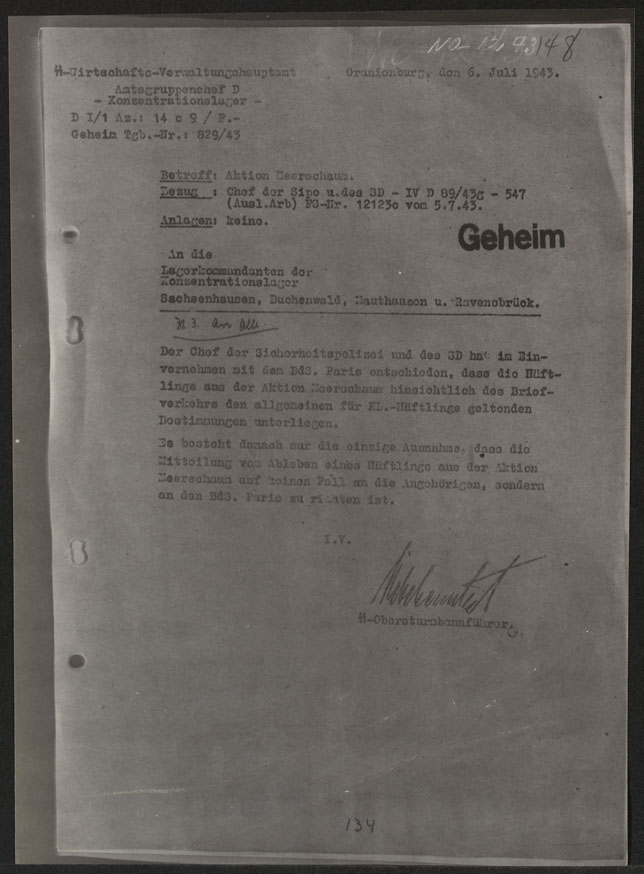 NO 1503 148
SS-Wirtschafts-Verwaltungshauptamt Oranienburg, den 6. Juli 1943.
Amtsgruppenchef D
- Konzentrationslager -
D I/1 Az.: 14 c 9 / F.-
Geheim Tgb.-Nr.: 829/43
Betreff: Aktion Meerschaum.
Bezug : Chef der Sipo u.des SD - IV D 89/43g - 547
(Ausl.Arb) FS-Nr. 121230 vom 5.7.43.
Anlagen: keine.
Geheim
An die
Lagerkommandanten der
Konzentrationslager
Sachsenhausen, Buchenwald, Mauthausen u. Ravensbrück.
an alle.
Der Chef der Sicherheitspolizei und des SD hat im Ein-
vernehmen mit dem BdS. Paris entschieden, dass die Häft-
linge aus der Aktion Meerschaum hinsichtlich des Brief-
verkehrs den allgemeinen für KL.-Häftlinge geltenden
Bestimmungen unterliegen.
Es besteht danach nur die einzige Ausnahme, dass die
Mitteilung vom Ableben eines Häftlings aus der Aktion
Meerschaum auf keinen Fall an die Angehörigen, sondern
an den BdS. Paris zu richten ist.
I.V.
SS-Obersturmbannführer
134